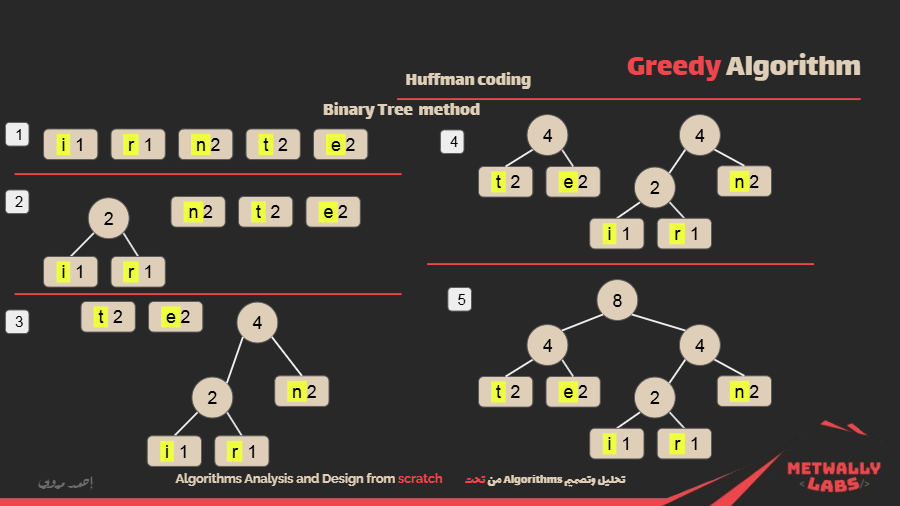 Greedy Algorithm
Huffman coding
Binary Tree method
1
i 1 r 1 n 2 t 2 e 2
2
2 n 2 t 2 e 2
i 1 r 1
3
t 2 e 2 4
2 n 2
i 1 r 1
4
4 4
t 2 e 2 2 n 2
i 1 r 1
5
8
4 4
t 2 e 2 2 n 2
i 1 r 1
Algorithms Analysis and Design from scratch
تحليل وتصميم Algorithms من تحت
METWALLY
<LABS/>